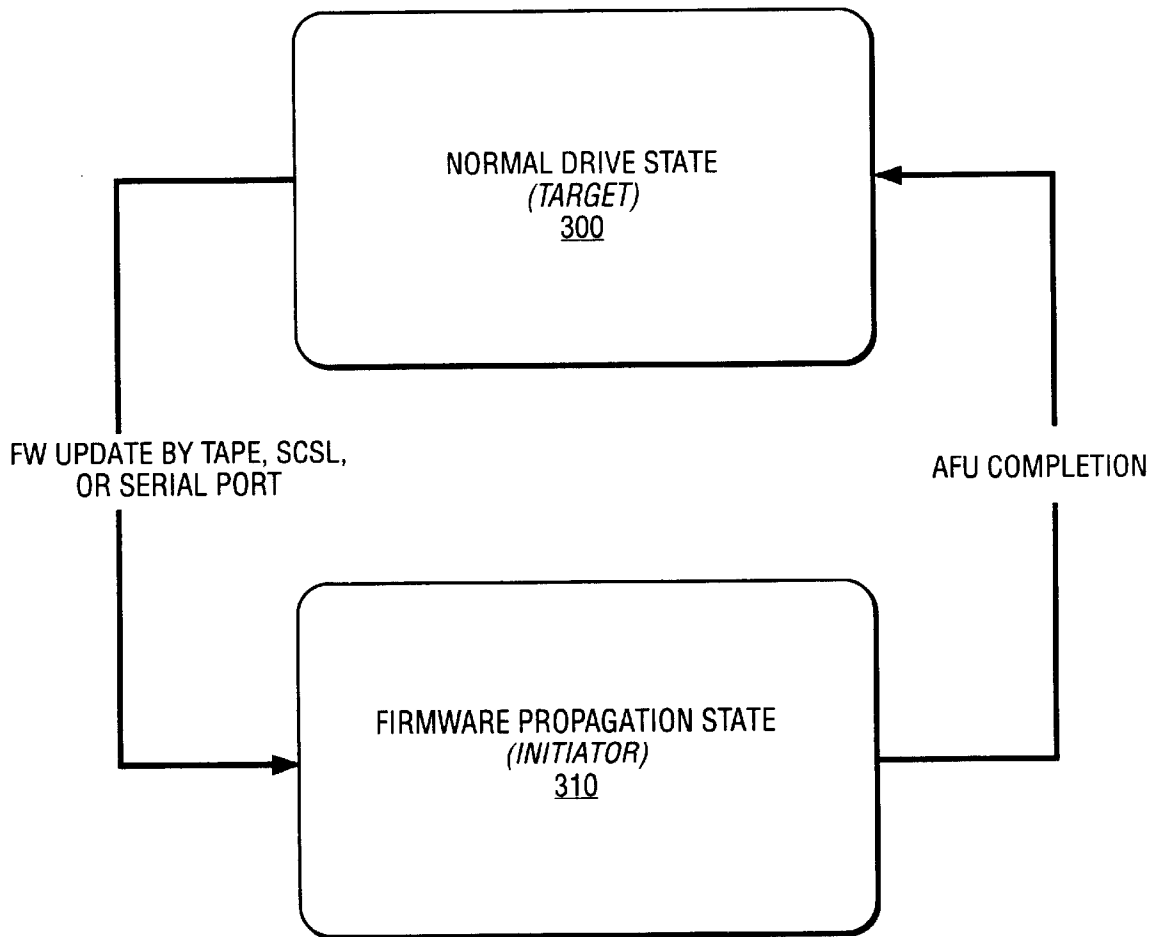 NORMAL DRIVE STATE
(TARGET)
300
FW UPDATE BY TAPE, SCSL,
OR SERIAL PORT
AFU COMPLETION
FIRMWARE PROPAGATION STATE
(INITIATOR)
310